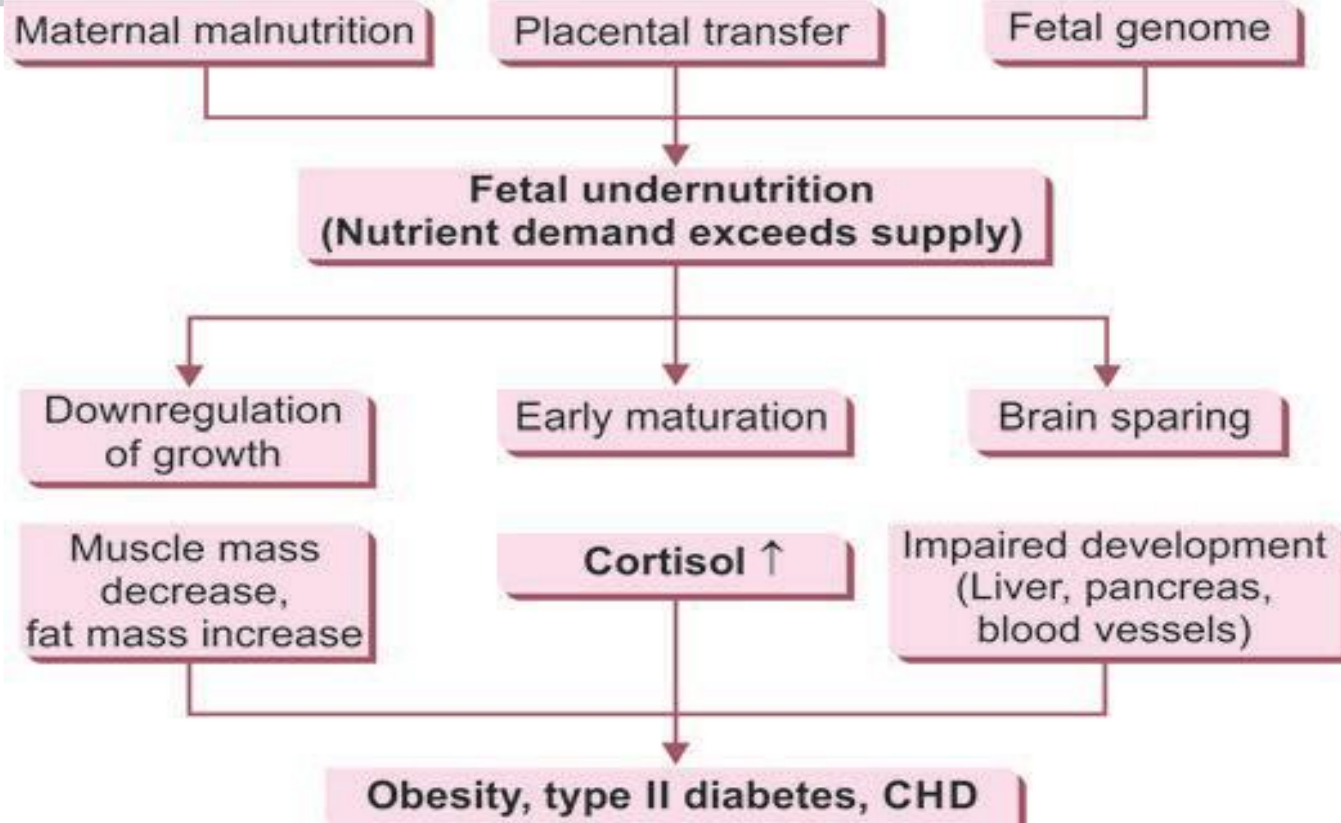 Maternal malnutrition
Placental transfer
Fetal genome
Fetal undernutrition
(Nutrient demand exceeds supply)
Downregulation
of growth
Early maturation
Brain sparing
Muscle mass
decrease,
fat mass increase
Cortisol ↑
Impaired development
(Liver, pancreas,
blood vessels)
Obesity, type II diabetes, CHD